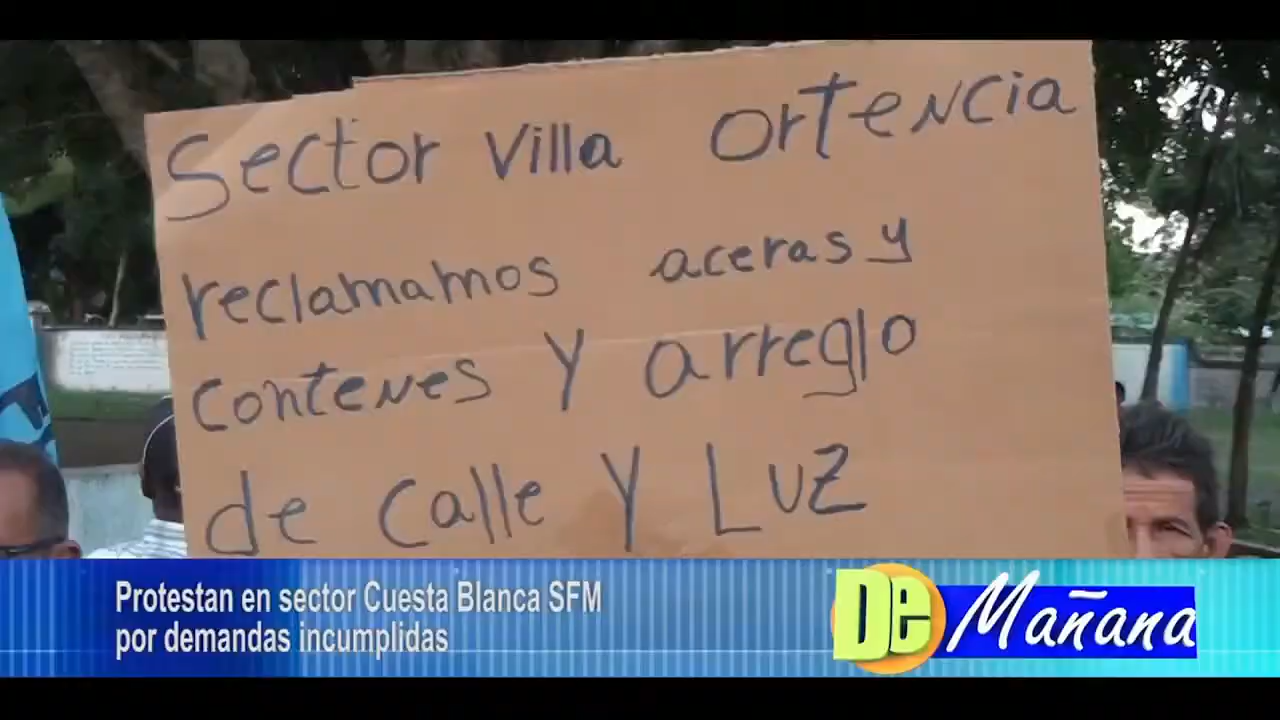 Sector Villa Ortencia
reclamamos aceras y
contenes y arreglo
de calle y Luz
Protestan en sector Cuesta Blanca SFM
por demandas incumplidas
De Mañana